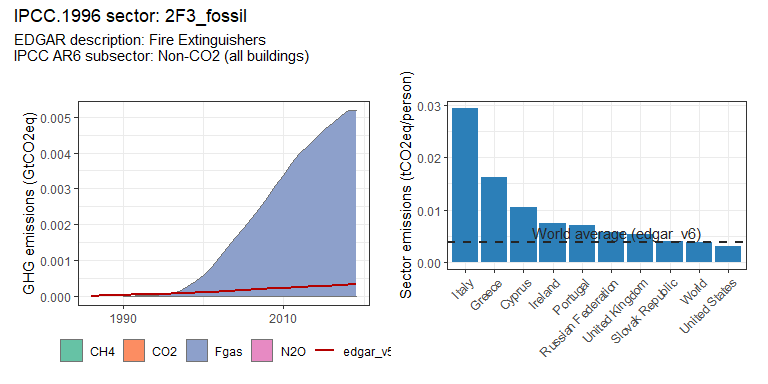 IPCC.1996 sector: 2F3_fossil
EDGAR description: Fire Extinguishers
IPCC AR6 subsector: Non-CO2 (all buildings)
GHG emissions (GtCO2eq)
0.005
0.004
0.003
0.002
0.001
0.000
1990
2010
CH4
CO2
Fgas
N2O
edgar_v5
Sector emissions (tCO2eq/person)
0.03
0.02
0.01
0.00
World average (edgar_v6)
Italy
Greece
Cyprus
Ireland
Portugal
Russian Federation
United Kingdom
Slovak Republic
World
United States